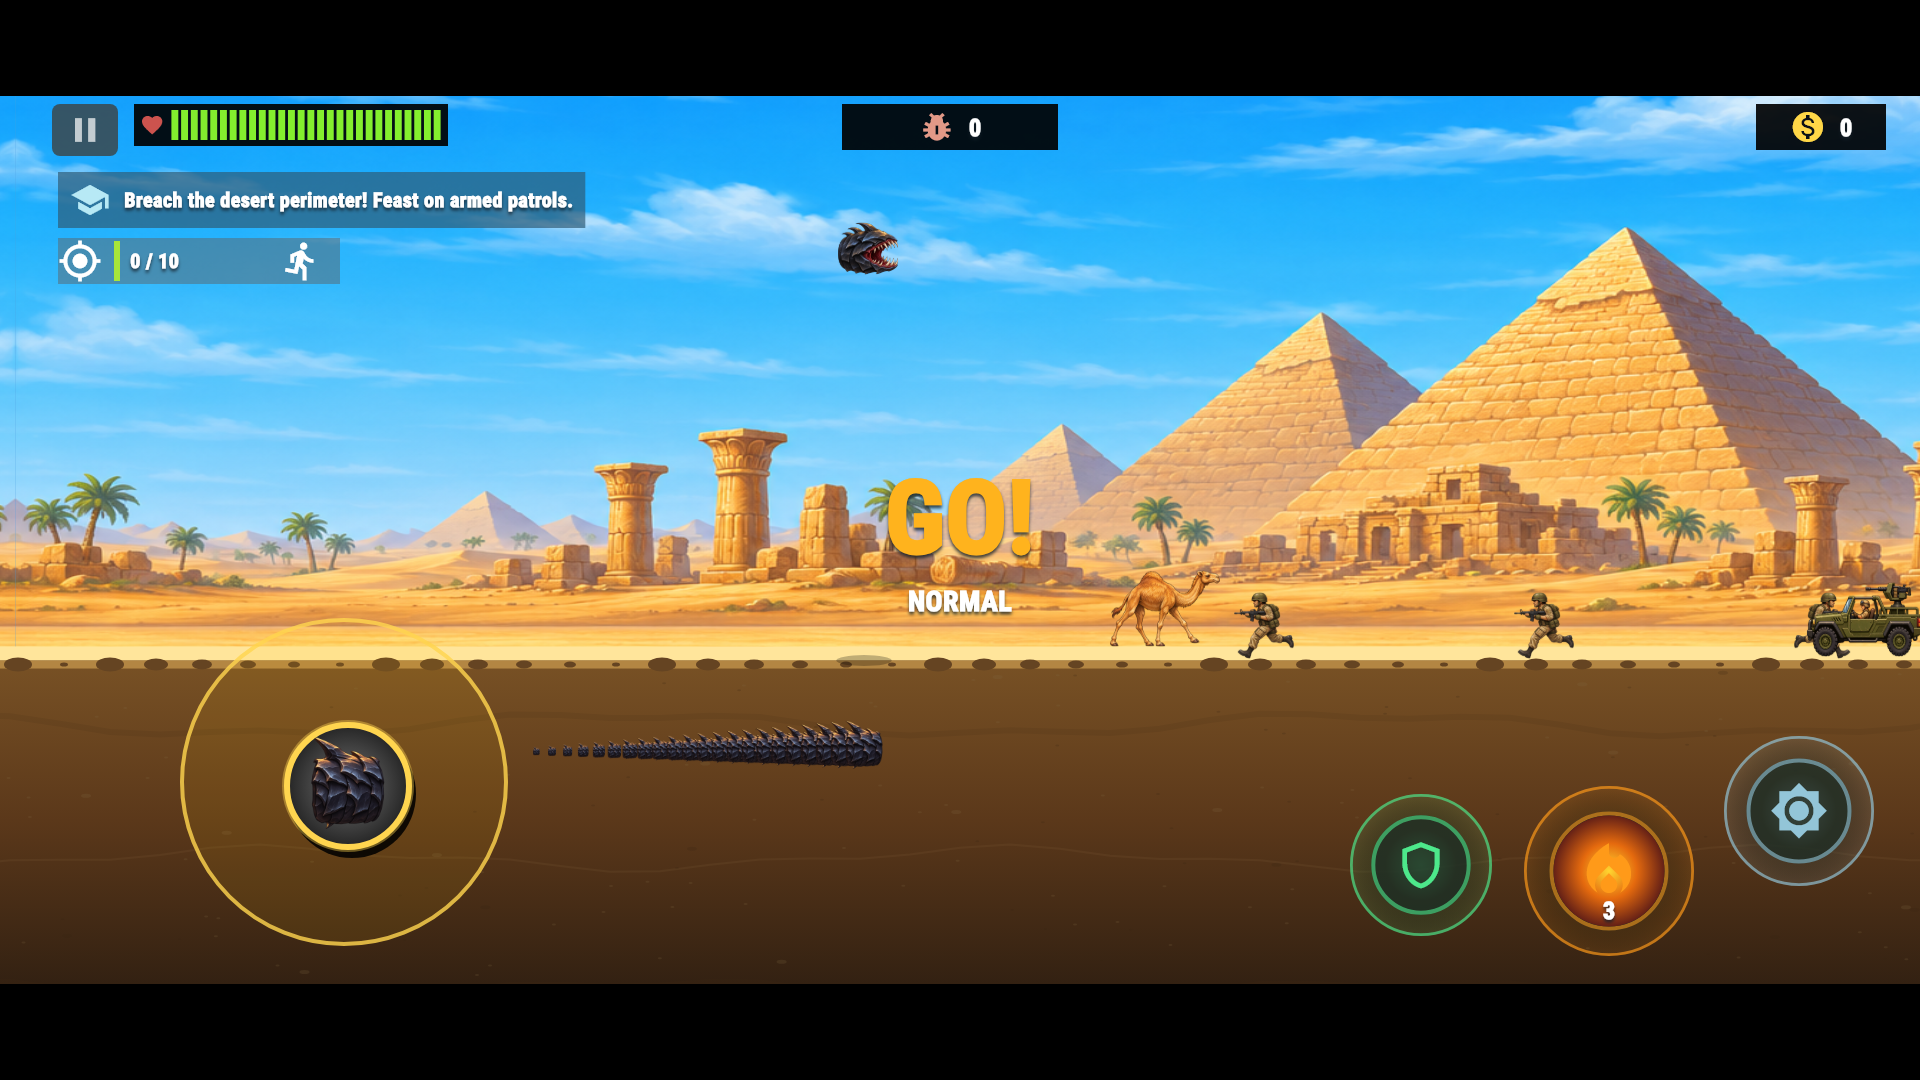 0
0
Breach the desert perimeter! Feast on armed patrols.
0 / 10
GO!
NORMAL
3